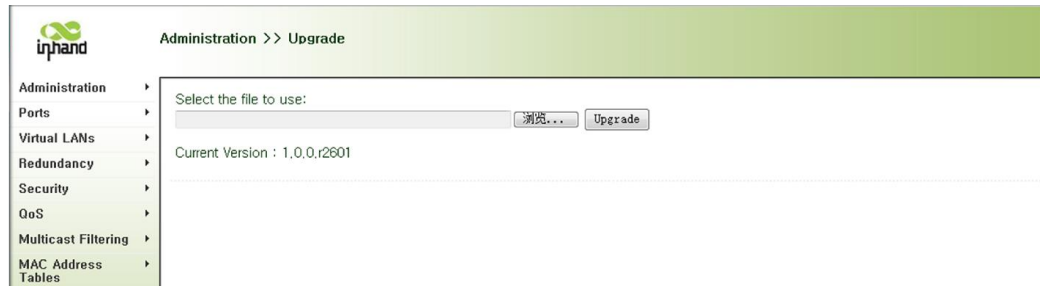 inhand
Administration >> Upgrade
Administration
Ports
Virtual LANs
Redundancy
Security
QoS
Multicast Filtering
MAC Address
Tables
Select the file to use:
浏览... Upgrade
Current Version : 1.0.0.r2601